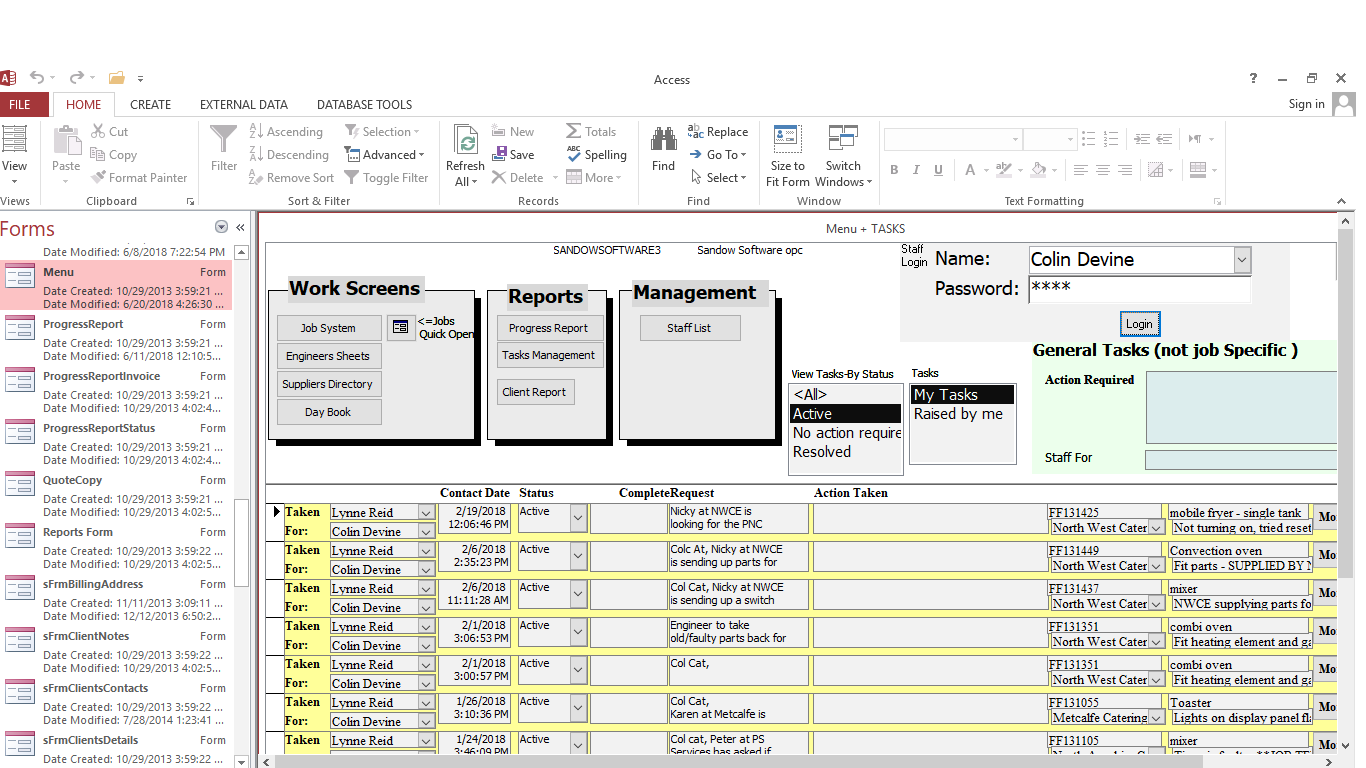 Access
?
FILE HOME CREATE EXTERNAL DATA DATABASE TOOLS Sign in
View
Views
Paste
Cut
Copy
Format Painter
Clipboard
Filter
Ascending
Descending
Remove Sort
Selection
Advanced
Toggle Filter
Sort & Filter
Refresh
All
New
Save
Delete
Totals
Spelling
More
Records
Find
Replace
Go To
Select
Find
Size to
Fit Form
Switch
Windows
Window
B I U
Text Formatting
Forms
Date Modified: 6/8/2018 7:22:54 PM
Menu Form
Date Created: 10/29/2013 3:59:21 ...
Date Modified: 6/20/2018 4:26:30 ...
ProgressReport Form
Date Created: 10/29/2013 3:59:21 ...
Date Modified: 6/11/2018 12:10:5...
ProgressReportInvoice Form
Date Created: 10/29/2013 3:59:21 ...
Date Modified: 10/29/2013 4:02:4...
ProgressReportStatus Form
Date Created: 10/29/2013 3:59:21 ...
Date Modified: 10/29/2013 4:02:4...
QuoteCopy Form
Date Created: 10/29/2013 3:59:21 ...
Date Modified: 10/29/2013 4:02:5...
Reports Form Form
Date Created: 10/29/2013 3:59:22 ...
Date Modified: 10/29/2013 4:02:5...
sFrmBillingAddress Form
Date Created: 11/11/2013 3:09:11 ...
Date Modified: 12/12/2013 6:50:2...
sFrmClientNotes Form
Date Created: 10/29/2013 3:59:22 ...
Date Modified: 10/29/2013 4:02:5...
sFrmClientsContacts Form
Date Created: 10/29/2013 3:59:22 ...
Date Modified: 7/28/2014 1:23:41 ...
sFrmClientsDetails Form
Date Created: 10/29/2013 3:59:22 ...
Menu + TASKS
SANDOWSOFTWARE3 Sandow Software opc
Staff
Login
Name: Colin Devine
Password: ****
Login
Work Screens
Job System
<=Jobs
Quick Open
Engineers Sheets
Suppliers Directory
Day Book
Reports
Progress Report
Tasks Management
Client Report
Management
Staff List
View Tasks-By Status
<All>
Active
No action require
Resolved
Tasks
My Tasks
Raised by me
General Tasks (not job Specific )
Action Required
Staff For
Contact Date Status Complete Request Action Taken
Taken Lynne Reid 2/19/2018 Active Nicky at NWCE is FF131425 mobile fryer - single tank Mo
For: Colin Devine 12:06:46 PM looking for the PNC North West Cater Not turning on, tried reset
Taken Lynne Reid 2/6/2018 Active Colc At, Nicky at NWCE FF131449 Convection oven Mo
For: Colin Devine 2:35:23 PM is sending up parts for North West Cater Fit parts - SUPPLIED BY N
Taken Lynne Reid 2/6/2018 Active Col Cat, Nicky at NWCE FF131437 mixer Mo
For: Colin Devine 11:11:28 AM is sending up a switch North West Cater NWCE supplying parts fo
Taken Lynne Reid 2/1/2018 Active Engineer to take FF131351 combi oven Mo
For: Colin Devine 3:06:53 PM old/faulty parts back for North West Cater Fit heating element and ga
Taken Lynne Reid 2/1/2018 Active Col Cat, FF131351 combi oven Mo
For: Colin Devine 3:00:57 PM North West Cater Fit heating element and ga
Taken Lynne Reid 1/26/2018 Active Col Cat, FF131055 Toaster Mo
For: Colin Devine 3:10:36 PM Karen at Metcalfe is Metcalfe Catering Lights on display panel fl
Taken Lynne Reid 1/24/2018 Active Col cat, Peter at PS FF131105 mixer Mo
3:46:09 PM Services has asked if